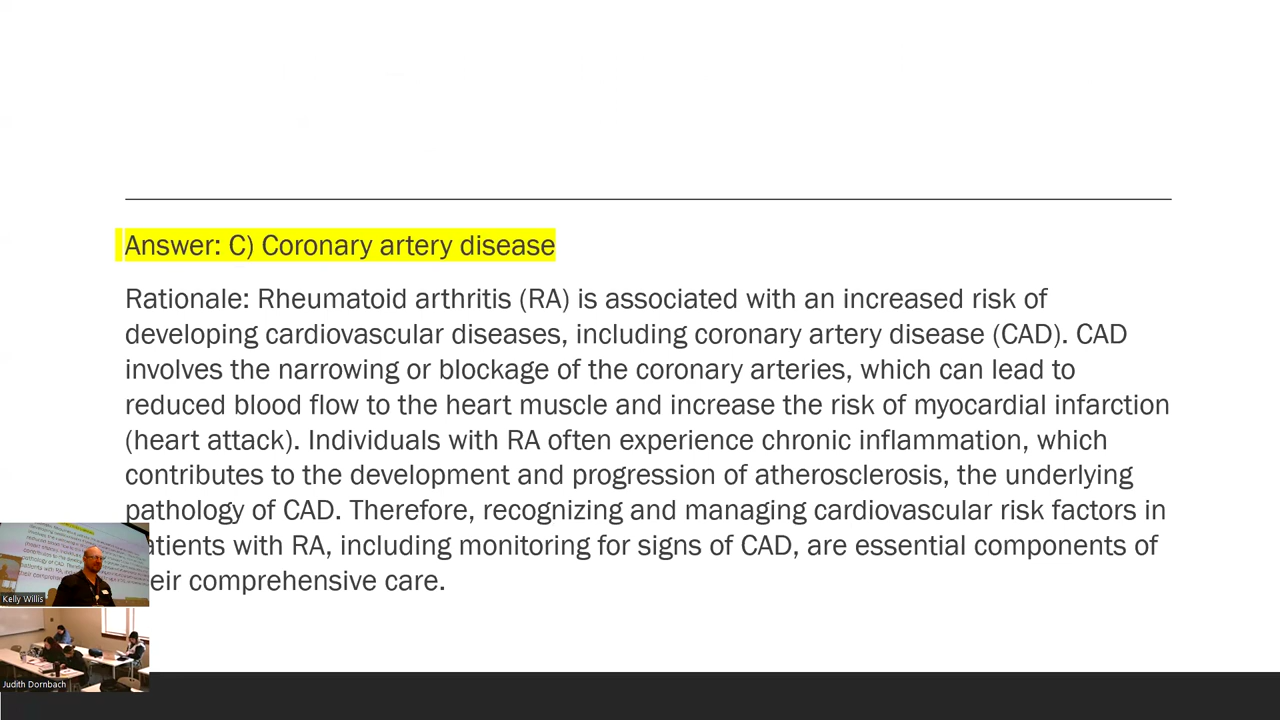 Answer: C) Coronary artery disease
Rationale: Rheumatoid arthritis (RA) is associated with an increased risk of
developing cardiovascular diseases, including coronary artery disease (CAD). CAD
involves the narrowing or blockage of the coronary arteries, which can lead to
reduced blood flow to the heart muscle and increase the risk of myocardial infarction
(heart attack). Individuals with RA often experience chronic inflammation, which
contributes to the development and progression of atherosclerosis, the underlying
pathology of CAD. Therefore, recognizing and managing cardiovascular risk factors in
atients with RA, including monitoring for signs of CAD, are essential components of
eir comprehensive care.
Kelly Willis
Judith Dornbach